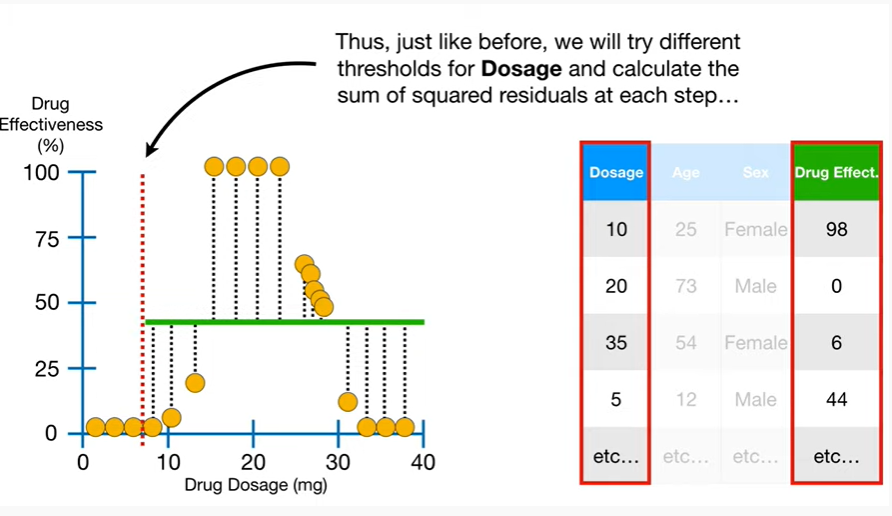 Thus, just like before, we will try different
thresholds for Dosage and calculate the
sum of squared residuals at each step…
Drug
Effectiveness
(%)
100
75
50
25
0
0 10 20 30 40
Drug Dosage (mg)
Dosage Age Sex Drug Effect.
10 25 Female 98
20 73 Male 0
35 54 Female 6
5 12 Male 44
etc… etc… etc… etc…